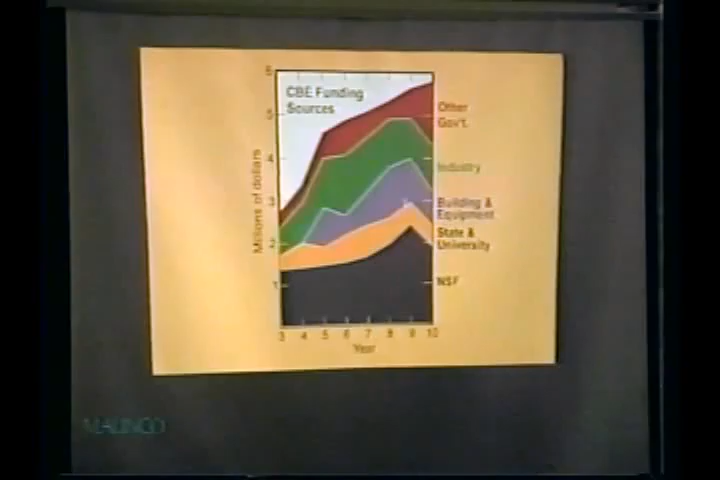 6
CBE Funding
Sources
5
4
3
2
1
Millions of dollars
Other
Gov't.
Industry
Building &
Equipment
State &
University
NSF
3 4 5 6 7 8 9 10
Year